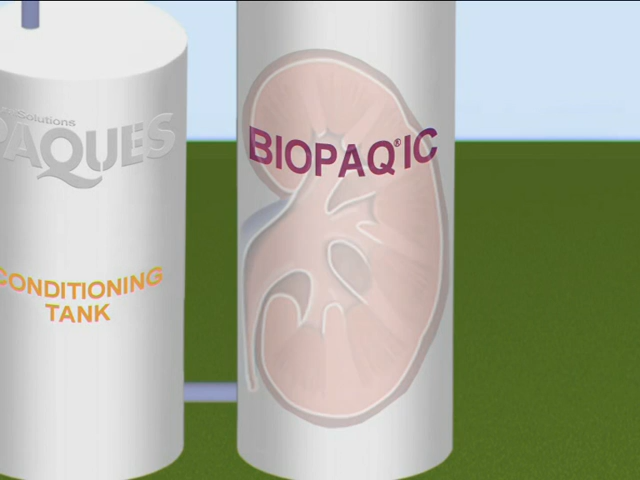 Solutions
PAQUES
CONDITIONING
TANK
BIOPAQ®IC